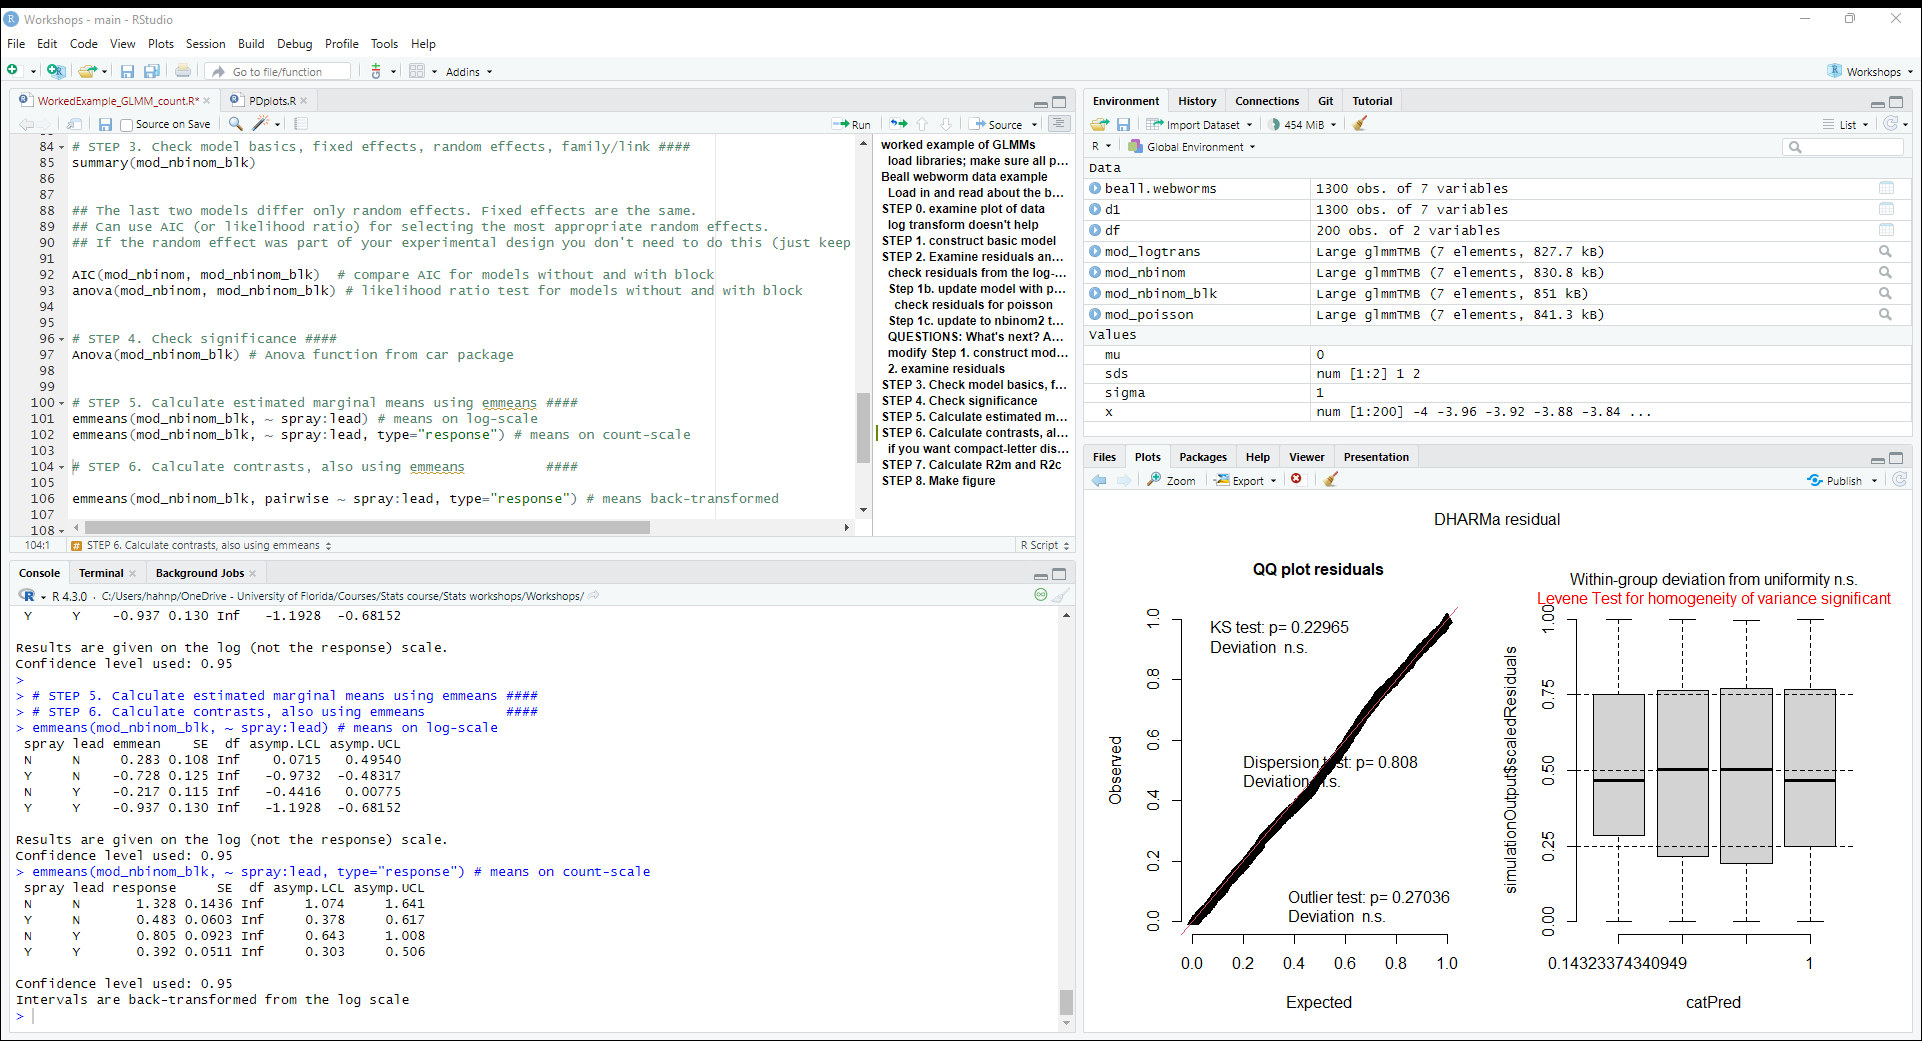 Workshops - main - RStudio
File Edit Code View Plots Session Build Debug Profile Tools Help
Go to file/function Addins Workshops
WorkedExample_GLMM_count.R* PDplots.R
Source on Save Run Source
84 # STEP 3. Check model basics, fixed effects, random effects, family/link ####
85 summary(mod_nbinom_blk)
86
87
88 ## The last two models differ only random effects. Fixed effects are the same.
89 ## Can use AIC (or likelihood ratio) for selecting the most appropriate random effects.
90 ## If the random effect was part of your experimental design you don't need to do this (just keep
91
92 AIC(mod_nbinom, mod_nbinom_blk)  # compare AIC for models without and with block
93 anova(mod_nbinom, mod_nbinom_blk) # likelihood ratio test for models without and with block
94
95
96 # STEP 4. Check significance ####
97 Anova(mod_nbinom_blk) # Anova function from car package
98
99
100 # STEP 5. Calculate estimated marginal means using emmeans ####
101 emmeans(mod_nbinom_blk, ~ spray:lead) # means on log-scale
102 emmeans(mod_nbinom_blk, ~ spray:lead, type="response") # means on count-scale
103
104 # STEP 6. Calculate contrasts, also using emmeans ####
105
106 emmeans(mod_nbinom_blk, pairwise ~ spray:lead, type="response") # means back-transformed
107
108
104:1 # STEP 6. Calculate contrasts, also using emmeans R Script
worked example of GLMMs
load libraries; make sure all p...
Beall webworm data example
Load in and read about the b...
STEP 0. examine plot of data
log transform doesn't help
STEP 1. construct basic model
STEP 2. Examine residuals an...
check residuals from the log-...
Step 1b. update model with p...
check residuals for poisson
Step 1c. update to nbinom2 t...
QUESTIONS: What's next? A...
modify Step 1. construct mod...
2. examine residuals
STEP 3. Check model basics, f...
STEP 4. Check significance
STEP 5. Calculate estimated m...
STEP 6. Calculate contrasts, al...
if you want compact-letter dis...
STEP 7. Calculate R2m and R2c
STEP 8. Make figure
Console Terminal Background Jobs
R 4.3.0 · C:/Users/hahnp/OneDrive - University of Florida/Courses/Stats course/Stats workshops/Workshops/
Y Y -0.937 0.130 Inf -1.1928 -0.68152
Results are given on the log (not the response) scale.
Confidence level used: 0.95
>
> # STEP 5. Calculate estimated marginal means using emmeans ####
> # STEP 6. Calculate contrasts, also using emmeans ####
> emmeans(mod_nbinom_blk, ~ spray:lead) # means on log-scale
spray lead emmean SE df asymp.LCL asymp.UCL
N N 0.283 0.108 Inf 0.0715 0.49540
Y N -0.728 0.125 Inf -0.9732 -0.48317
N Y -0.217 0.115 Inf -0.4416 0.00775
Y Y -0.937 0.130 Inf -1.1928 -0.68152
Results are given on the log (not the response) scale.
Confidence level used: 0.95
> emmeans(mod_nbinom_blk, ~ spray:lead, type="response") # means on count-scale
spray lead response SE df asymp.LCL asymp.UCL
N N 1.328 0.1436 Inf 1.074 1.641
Y N 0.483 0.0603 Inf 0.378 0.617
N Y 0.805 0.0923 Inf 0.643 1.008
Y Y 0.392 0.0511 Inf 0.303 0.506
Confidence level used: 0.95
Intervals are back-transformed from the log scale
>
Environment History Connections Git Tutorial
Import Dataset 454 MiB List
R Global Environment
Data
beall.webworms 1300 obs. of 7 variables
d1 1300 obs. of 7 variables
df 200 obs. of 2 variables
mod_logtrans Large glmmTMB (7 elements, 827.7 kB)
mod_nbinom Large glmmTMB (7 elements, 830.8 kB)
mod_nbinom_blk Large glmmTMB (7 elements, 851 kB)
mod_poisson Large glmmTMB (7 elements, 841.3 kB)
Values
mu 0
sds num [1:2] 1 2
sigma 1
x num [1:200] -4 -3.96 -3.92 -3.88 -3.84 ...
Files Plots Packages Help Viewer Presentation
Zoom Export Publish
DHARMa residual
QQ plot residuals
KS test: p= 0.22965
Deviation n.s.
Dispersion test: p= 0.808
Deviation n.s.
Outlier test: p= 0.27036
Deviation n.s.
Observed
0.0 0.2 0.4 0.6 0.8 1.0
0.0 0.2 0.4 0.6 0.8 1.0
Expected
Within-group deviation from uniformity n.s.
Levene Test for homogeneity of variance significant
simulationOutput$scaledResiduals
0.00 0.25 0.50 0.75 1.00
0.14323374340949 1
catPred